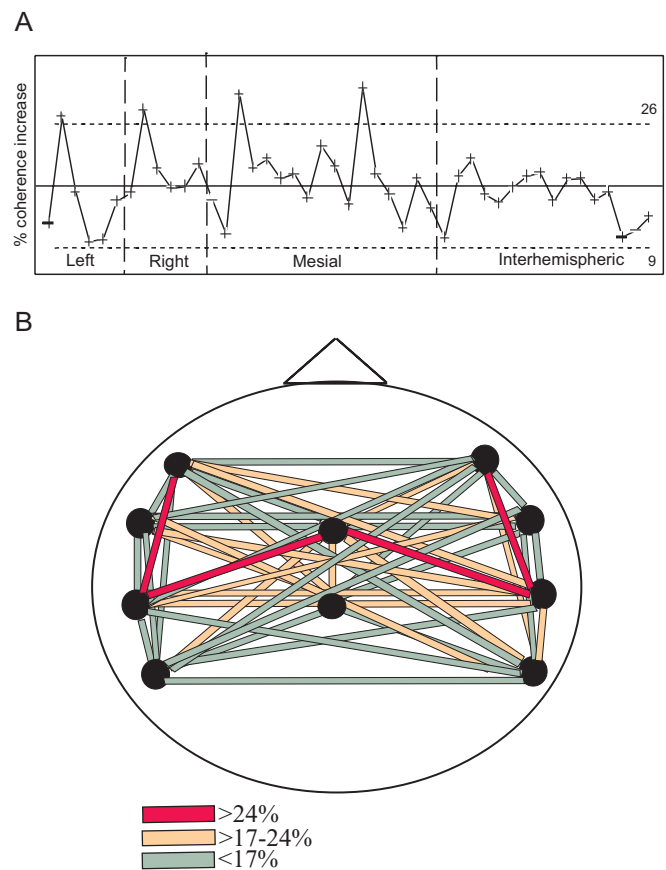 A
% coherence increase
26
Left Right Mesial Interhemispheric 9
B
>24%
>17-24%
<17%